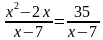 x² − 2x / x − 7 = 35 / x − 7